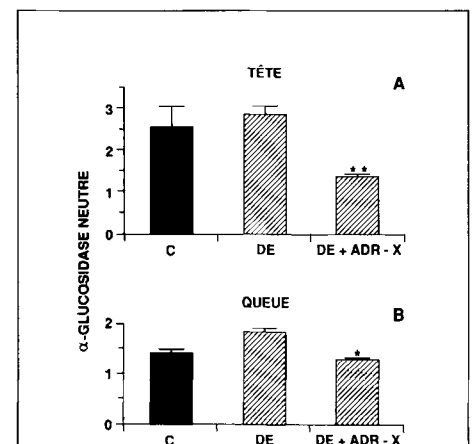 TÊTE
A
3
2
1
0
C DE DE + ADR - X
α-GLUCOSIDASE NEUTRE
QUEUE
B
2
1
0
C DE DE + ADR - X
* *
*